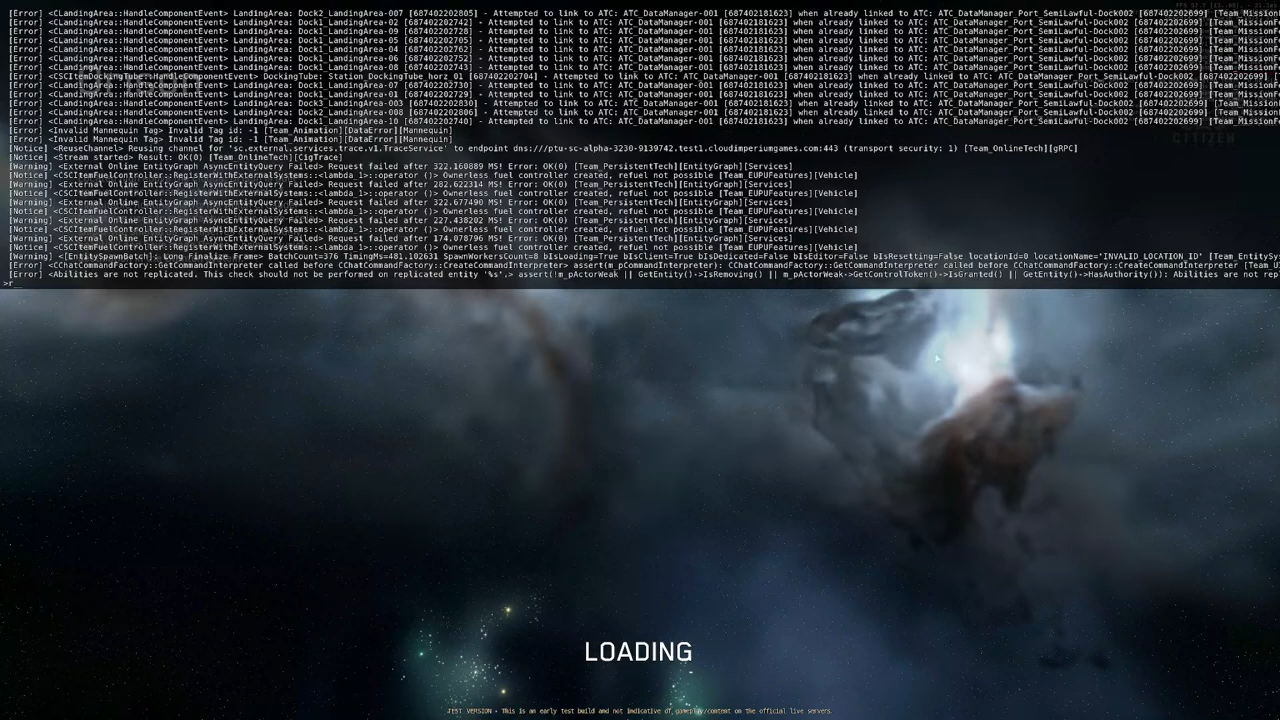 [Error] <CLandingArea::HandleComponentEvent> LandingArea: Dock2_LandingArea-007 [687402202805] - Attempted to link to ATC: ATC_DataManager-001 [687402181623] when already linked to ATC: ATC_DataManager_Port_SemiLawful-Dock002 [687402202699] [Team_MissionFe
[Error] <CLandingArea::HandleComponentEvent> LandingArea: Dock1_LandingArea-02 [687402202742] - Attempted to link to ATC: ATC_DataManager-001 [687402181623] when already linked to ATC: ATC_DataManager_Port_SemiLawful-Dock002 [687402202699] [Team_MissionFea
[Error] <CLandingArea::HandleComponentEvent> LandingArea: Dock1_LandingArea-09 [687402202728] - Attempted to link to ATC: ATC_DataManager-001 [687402181623] when already linked to ATC: ATC_DataManager_Port_SemiLawful-Dock002 [687402202699] [Team_MissionFea
[Error] <CLandingArea::HandleComponentEvent> LandingArea: Dock1_LandingArea-05 [687402202741] - Attempted to link to ATC: ATC_DataManager-001 [687402181623] when already linked to ATC: ATC_DataManager_Port_SemiLawful-Dock002 [687402202699] [Team_MissionFea
[Error] <CLandingArea::HandleComponentEvent> LandingArea: Dock1_LandingArea-04 [687402202762] - Attempted to link to ATC: ATC_DataManager-001 [687402181623] when already linked to ATC: ATC_DataManager_Port_SemiLawful-Dock002 [687402202699] [Team_MissionFea
[Error] <CLandingArea::HandleComponentEvent> LandingArea: Dock1_LandingArea-06 [687402202752] - Attempted to link to ATC: ATC_DataManager-001 [687402181623] when already linked to ATC: ATC_DataManager_Port_SemiLawful-Dock002 [687402202699] [Team_MissionFea
[Error] <CLandingArea::HandleComponentEvent> LandingArea: Dock1_LandingArea-08 [687402202743] - Attempted to link to ATC: ATC_DataManager-001 [687402181623] when already linked to ATC: ATC_DataManager_Port_SemiLawful-Dock002 [687402202699] [Team_MissionFea
[Error] <CSCItemDockingTube::HandleComponentEvent> DockingTube: Station_DockingTube_horz_01 [687402202704] - Attempted to link to ATC: ATC_DataManager-001 [687402181623] when already linked to ATC: ATC_DataManager_Port_SemiLawful-Dock002 [687402202699]
[Error] <CLandingArea::HandleComponentEvent> LandingArea: Dock1_LandingArea-07 [687402202730] - Attempted to link to ATC: ATC_DataManager-001 [687402181623] when already linked to ATC: ATC_DataManager_Port_SemiLawful-Dock002 [687402202699] [Team_MissionFea
[Error] <CLandingArea::HandleComponentEvent> LandingArea: Dock1_LandingArea-01 [687402202729] - Attempted to link to ATC: ATC_DataManager-001 [687402181623] when already linked to ATC: ATC_DataManager_Port_SemiLawful-Dock002 [687402202699] [Team_MissionFea
[Error] <CLandingArea::HandleComponentEvent> LandingArea: Dock3_LandingArea-003 [687402202830] - Attempted to link to ATC: ATC_DataManager-001 [687402181623] when already linked to ATC: ATC_DataManager_Port_SemiLawful-Dock002 [687402202699] [Team_MissionFe
[Error] <CLandingArea::HandleComponentEvent> LandingArea: Dock2_LandingArea-008 [687402202806] - Attempted to link to ATC: ATC_DataManager-001 [687402181623] when already linked to ATC: ATC_DataManager_Port_SemiLawful-Dock002 [687402202699] [Team_MissionFe
[Error] <CLandingArea::HandleComponentEvent> LandingArea: Dock1_LandingArea-10 [687402202740] - Attempted to link to ATC: ATC_DataManager-001 [687402181623] when already linked to ATC: ATC_DataManager_Port_SemiLawful-Dock002 [687402202699] [Team_MissionFea
[Error] <Invalid Mannequin Tag> Invalid Tag id: -1 [Team_Animation][DataError][Mannequin]
[Error] <Invalid Mannequin Tag> Invalid Tag id: -1 [Team_Animation][DataError][Mannequin]
CITIZEN
[Notice] <ReuseChannel> Reusing channel for 'sc.external.services.trace.v1.TraceService' to endpoint dns:///ptu-sc-alpha-3230-9139742.test1.cloudimperiumgames.com:443 (transport security: 1) [Team_OnlineTech][gRPC]
[Notice] <Stream started> Result: OK(0) [Team_OnlineTech][CigTrace]
[Warning] <External Online EntityGraph AsyncEntityQuery Failed> Request failed after 322.160889 MS! Error: OK(0) [Team_PersistentTech][EntityGraph][Services]
[Notice] <CSCItemFuelController::RegisterWithExternalSystems::<lambda_1>::operator ()> Ownerless fuel controller created, refuel not possible [Team_EUPUFeatures][Vehicle]
[Warning] <External Online EntityGraph AsyncEntityQuery Failed> Request failed after 282.622314 MS! Error: OK(0) [Team_PersistentTech][EntityGraph][Services]
[Notice] <CSCItemFuelController::RegisterWithExternalSystems::<lambda_1>::operator ()> Ownerless fuel controller created, refuel not possible [Team_EUPUFeatures][Vehicle]
[Warning] <External Online EntityGraph AsyncEntityQuery Failed> Request failed after 322.677490 MS! Error: OK(0) [Team_PersistentTech][EntityGraph][Services]
[Notice] <CSCItemFuelController::RegisterWithExternalSystems::<lambda_1>::operator ()> Ownerless fuel controller created, refuel not possible [Team_EUPUFeatures][Vehicle]
[Warning] <External Online EntityGraph AsyncEntityQuery Failed> Request failed after 227.438202 MS! Error: OK(0) [Team_PersistentTech][EntityGraph][Services]
[Notice] <CSCItemFuelController::RegisterWithExternalSystems::<lambda_1>::operator ()> Ownerless fuel controller created, refuel not possible [Team_EUPUFeatures][Vehicle]
[Warning] <External Online EntityGraph AsyncEntityQuery Failed> Request failed after 174.078796 MS! Error: OK(0) [Team_PersistentTech][EntityGraph][Services]
[Notice] <CSCItemFuelController::RegisterWithExternalSystems::<lambda_1>::operator ()> Ownerless fuel controller created, refuel not possible [Team_EUPUFeatures][Vehicle]
[Warning] <[EntitySpawnBatch]: Long Finalize Frame> BatchCount=376 TimingMs=481.102631 SpawnWorkersCount=8 bIsLoading=True bIsClient=True bIsDedicated=False bIsEditor=False bIsResetting=False locationId=0 locationName='INVALID_LOCATION_ID' [Team_EntitySys
[Error] <CChatCommandFactory::GetCommandInterpreter called before CChatCommandFactory::CreateCommandInterpreter> assert(m_pCommandInterpreter): CChatCommandFactory::GetCommandInterpreter called before CChatCommandFactory::CreateCommandInterpreter [Team_UI
[Error] <Abilities are not replicated. This check should not be performed on replicated entity '%s'.> assert(!m_pActorWeak || GetEntity()->IsRemoving() || m_pActorWeak->GetControlToken()->IsGranted() || GetEntity()->HasAuthority()): Abilities are not rep
>r_
LOADING
TEST VERSION - This is an early test build and not indicative of gameplay/content on the official live servers.